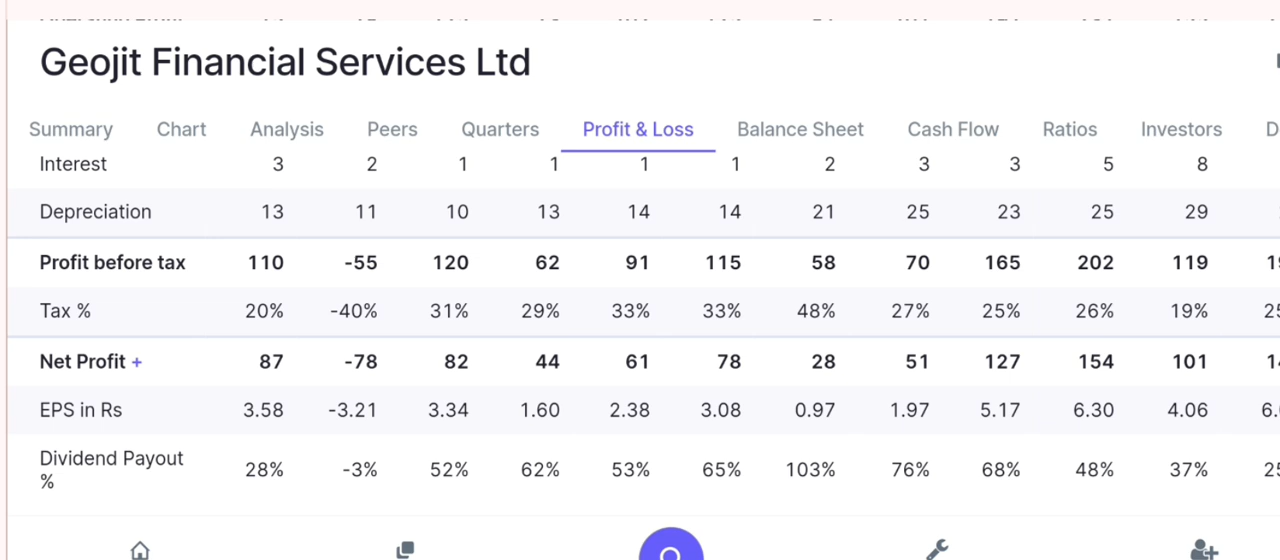 Geojit Financial Services Ltd
Summary Chart Analysis Peers Quarters Profit & Loss Balance Sheet Cash Flow Ratios Investors
Interest 3 2 1 1 1 1 2 3 3 5 8
Depreciation 13 11 10 13 14 14 21 25 23 25 29
Profit before tax 110 -55 120 62 91 115 58 70 165 202 119
Tax % 20% -40% 31% 29% 33% 33% 48% 27% 25% 26% 19%
Net Profit + 87 -78 82 44 61 78 28 51 127 154 101
EPS in Rs 3.58 -3.21 3.34 1.60 2.38 3.08 0.97 1.97 5.17 6.30 4.06
Dividend Payout
% 28% -3% 52% 62% 53% 65% 103% 76% 68% 48% 37%